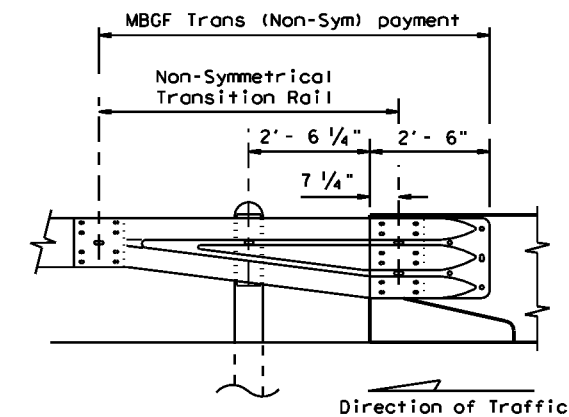 MBGF Trans (Non-Sym) payment
Non-Symmetrical
Transition Rail
2' - 6 1/4" 2' - 6"
7 1/4"
Direction of Traffic